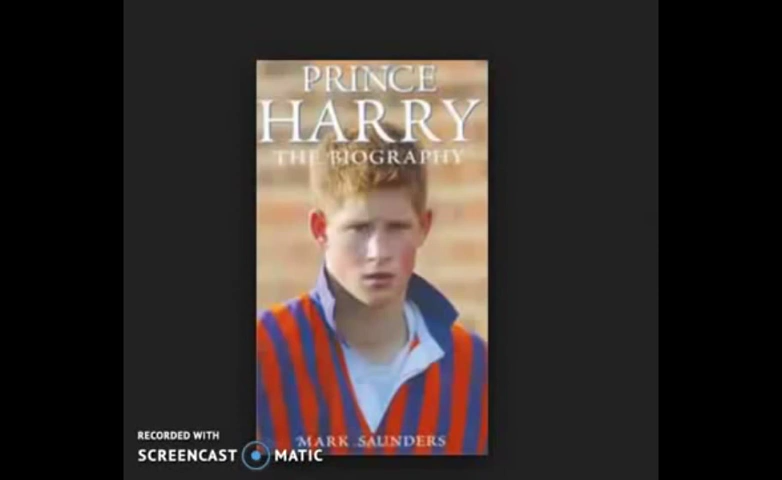 PRINCE
HARRY
THE BIOGRAPHY
MARK SAUNDERS
RECORDED WITH
SCREENCAST MATIC